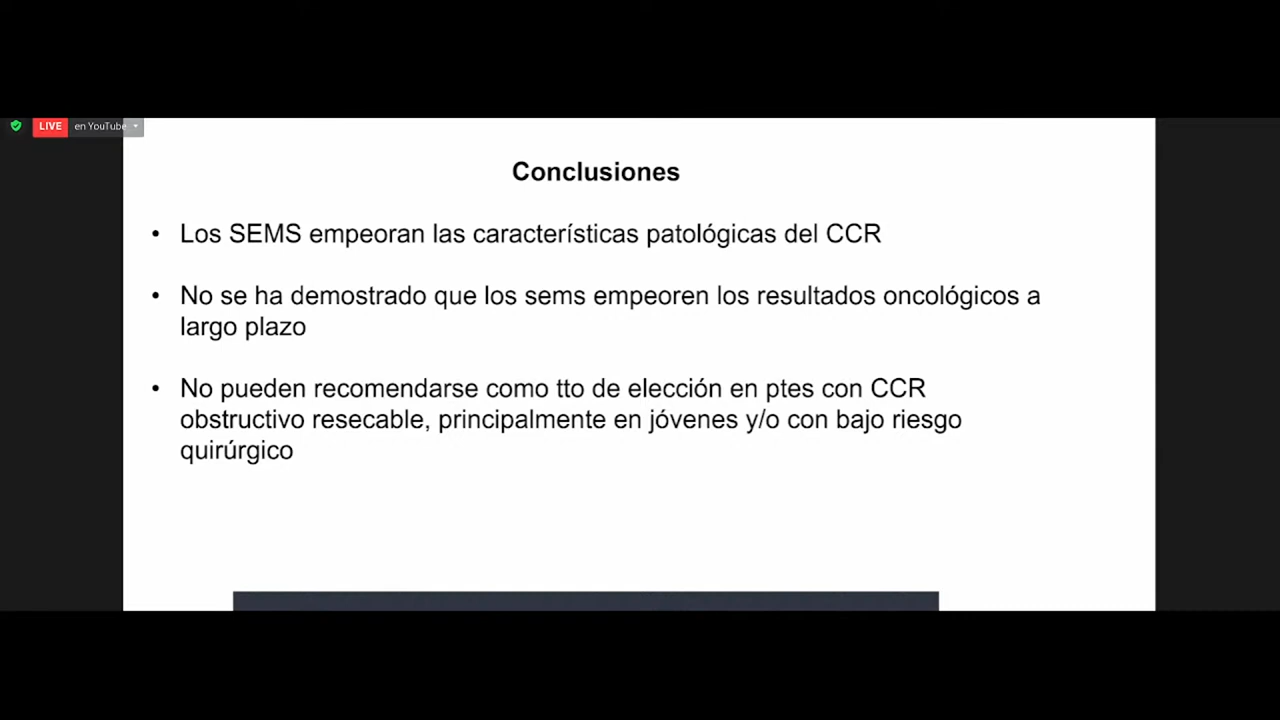 LIVE en YouTube
Conclusiones
• Los SEMS empeoran las características patológicas del CCR
• No se ha demostrado que los sems empeoren los resultados oncológicos a
largo plazo
• No pueden recomendarse como tto de elección en ptes con CCR
obstructivo resecable, principalmente en jóvenes y/o con bajo riesgo
quirúrgico